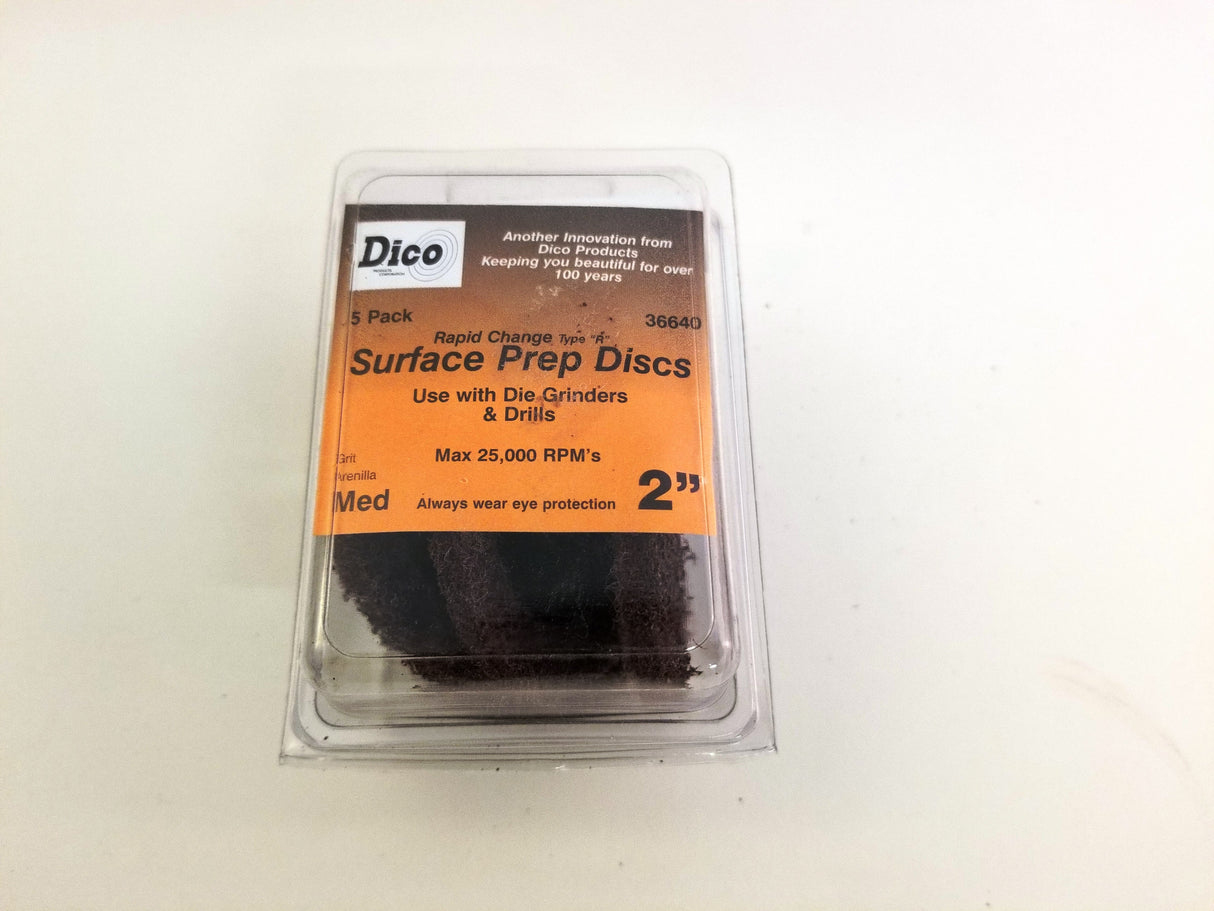 Dico
PRODUCTS
CORPORATION
Another Innovation from
Dico Products
Keeping you beautiful for over
100 years
5 Pack
36640
Rapid Change Type "R"
Surface Prep Discs
Use with Die Grinders
& Drills
Max 25,000 RPM's
Grit
Arenilla
Med
Always wear eye protection
2"